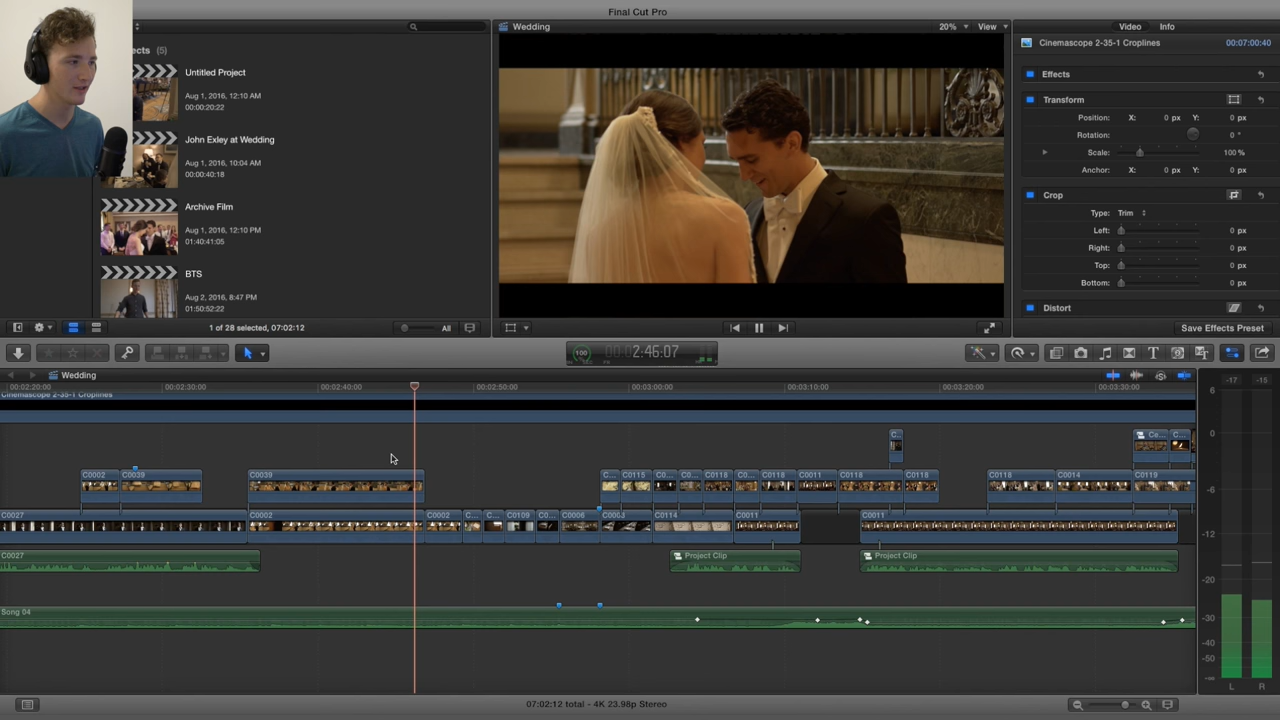 Final Cut Pro
ects (5)
Untitled Project
Aug 1, 2016, 12:10 AM
00:00:20:22
John Exley at Wedding
Aug 1, 2016, 10:04 AM
00:00:40:18
Archive Film
Aug 1, 2016, 12:10 PM
01:40:41:05
BTS
Aug 2, 2016, 8:47 PM
01:50:52:22
1 of 28 selected, 07:02:12
All
Wedding
20%
View
Video Info
Cinemascope 2-35-1 Croplines 00:07:00:40
Effects
Transform
Position: X: 0 px Y: 0 px
Rotation: 0 °
Scale: 100 %
Anchor: X: 0 px Y: 0 px
Crop
Type: Trim
Left: 0 px
Right: 0 px
Top: 0 px
Bottom: 0 px
Distort
Save Effects Preset
100 2:46:07
Wedding
00:02:20:00 00:02:30:00 00:02:40:00 00:02:50:00 00:03:00:00 00:03:10:00 00:03:20:00 00:03:30:00
Cinemascope 2-35-1 Croplines
C... Ce... C...
C0002 C0039 C0039 C... C0115 C0... C0... C0118 C0... C0118 C0011 C0118 C0118 C0118 C0014 C0119
C0027 C0002 C0002 C... C... C0109 C0... C0006 C0063 C0114 C0011 C0011
C0027 Project Clip Project Clip
Song 04
-17 -15
6
0
-6
-12
-20
-30
-40
-50
-∞
L R
07:02:12 total - 4K 23.98p Stereo